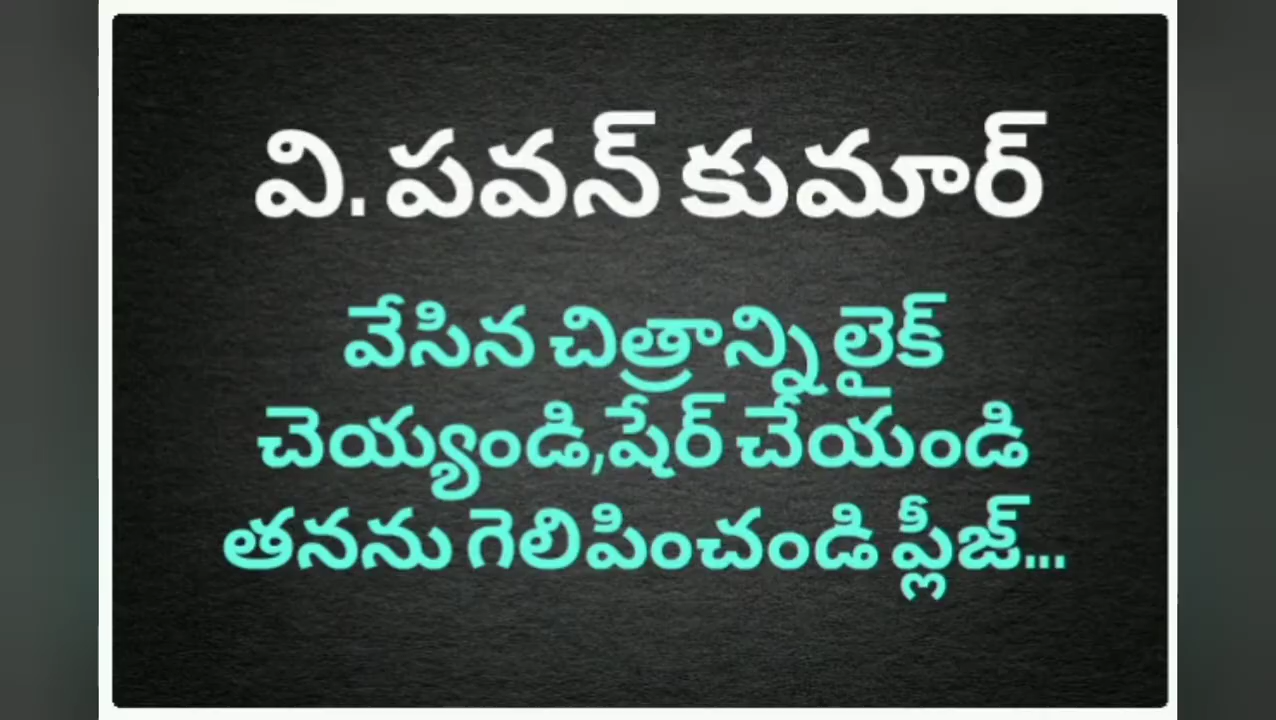 వి. పవన్ కుమార్
వేసిన చిత్రాన్ని లైక్
చెయ్యండి,షేర్ చేయండి
తనను గెలిపించండి ప్లీజ్...